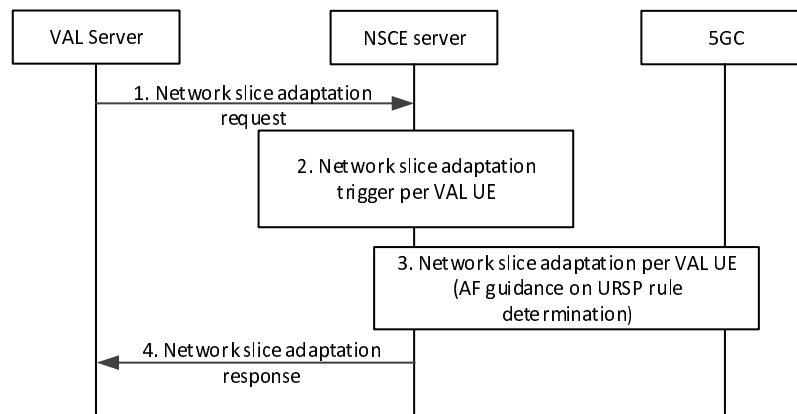 VAL Server
NSCE server
5GC
1. Network slice adaptation
request
2. Network slice adaptation
trigger per VAL UE
3. Network slice adaptation per VAL UE
(AF guidance on URSP rule
determination)
4. Network slice adaptation
response